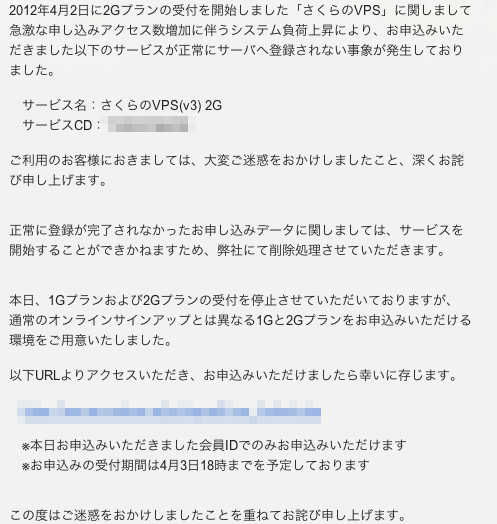 2012年4月2日に2Gプランの受付を開始しました「さくらのVPS」に関しまして
急激な申し込みアクセス数増加に伴うシステム負荷上昇により、お申込みいた
だきました以下のサービスが正常にサーバへ登録されない事象が発生しており
ました。
サービス名：さくらのVPS(v3) 2G
サービスCD：
ご利用のお客様におきましては、大変ご迷惑をおかけしましたこと、深くお詫
び申し上げます。
正常に登録が完了されなかったお申し込みデータに関しましては、サービスを
開始することができかねますため、弊社にて削除処理させていただきます。
本日、1Gプランおよび2Gプランの受付を停止させていただいておりますが、
通常のオンラインサインアップとは異なる1Gと2Gプランをお申込みいただける
環境をご用意いたしました。
以下URLよりアクセスいただき、お申込みいただけましたら幸いに存じます。
※本日お申込みいただきました会員IDでのみお申込みいただけます
※お申込みの受付期間は4月3日18時までを予定しております
この度はご迷惑をおかけしましたことを重ねてお詫び申し上げます。